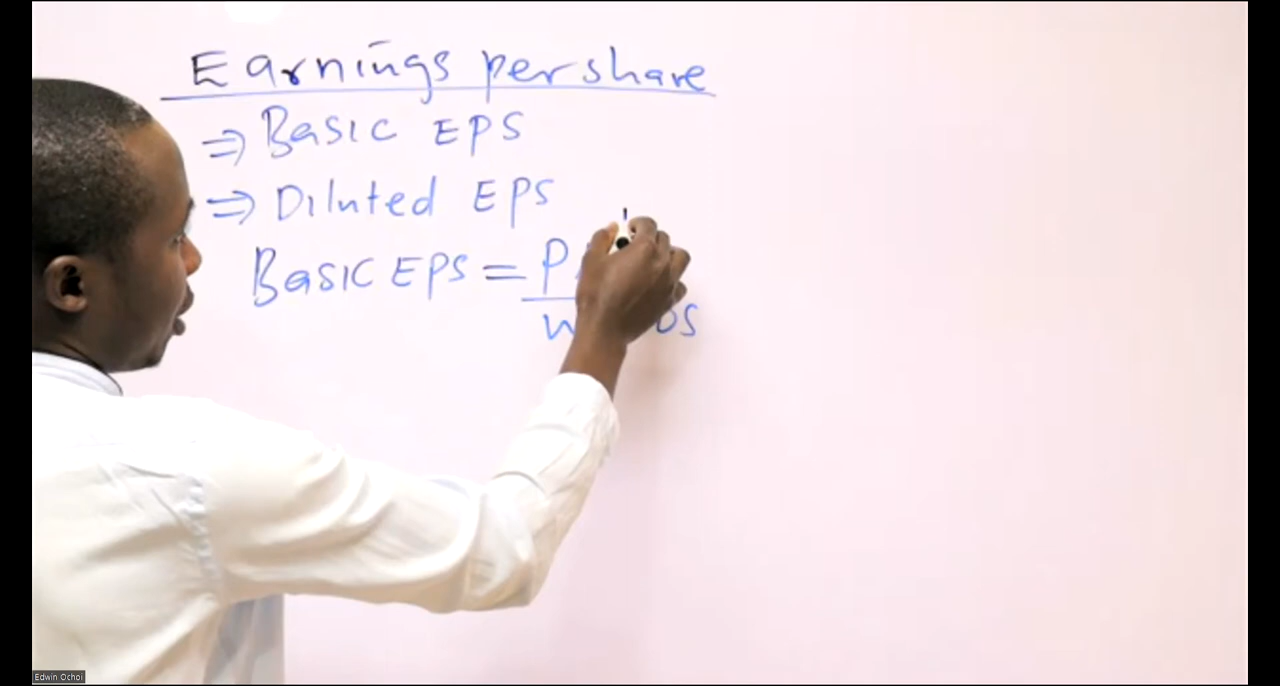 Earnings per share
⇒ Basic EPS
⇒ Diluted EPS
Basic EPS =
Edwin Ochoi